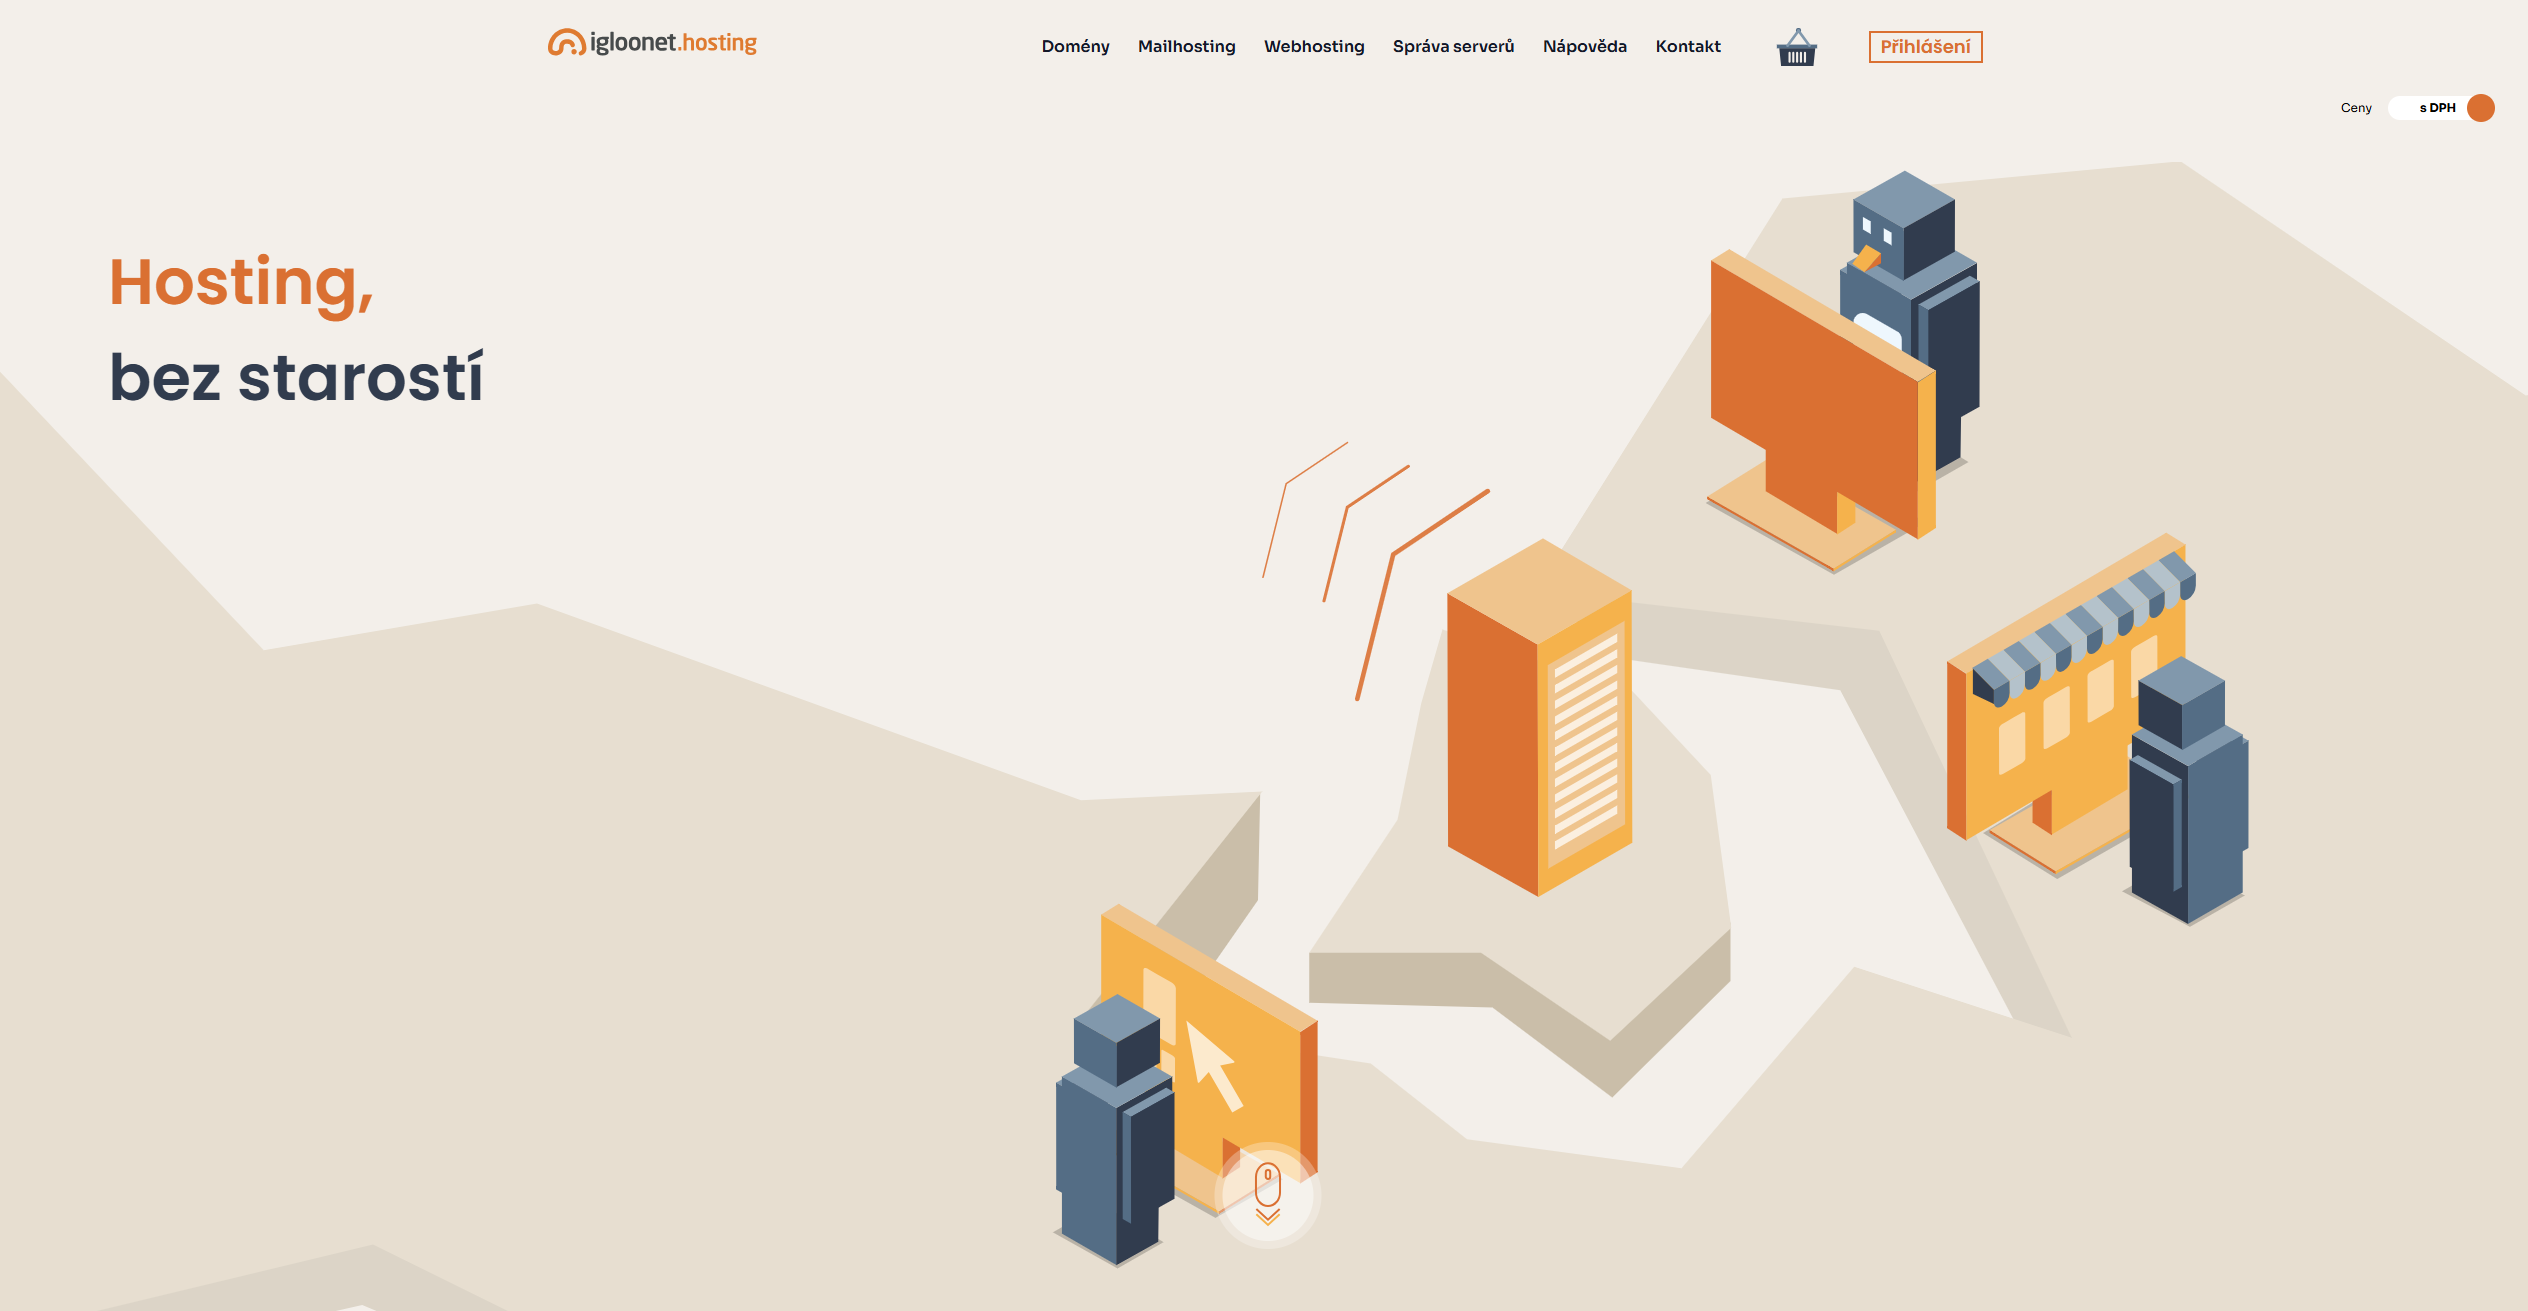 igloonet.hosting
Domény Mailhosting Webhosting Správa serverů Nápověda Kontakt Přihlášení
Ceny s DPH
Hosting,
bez starostí